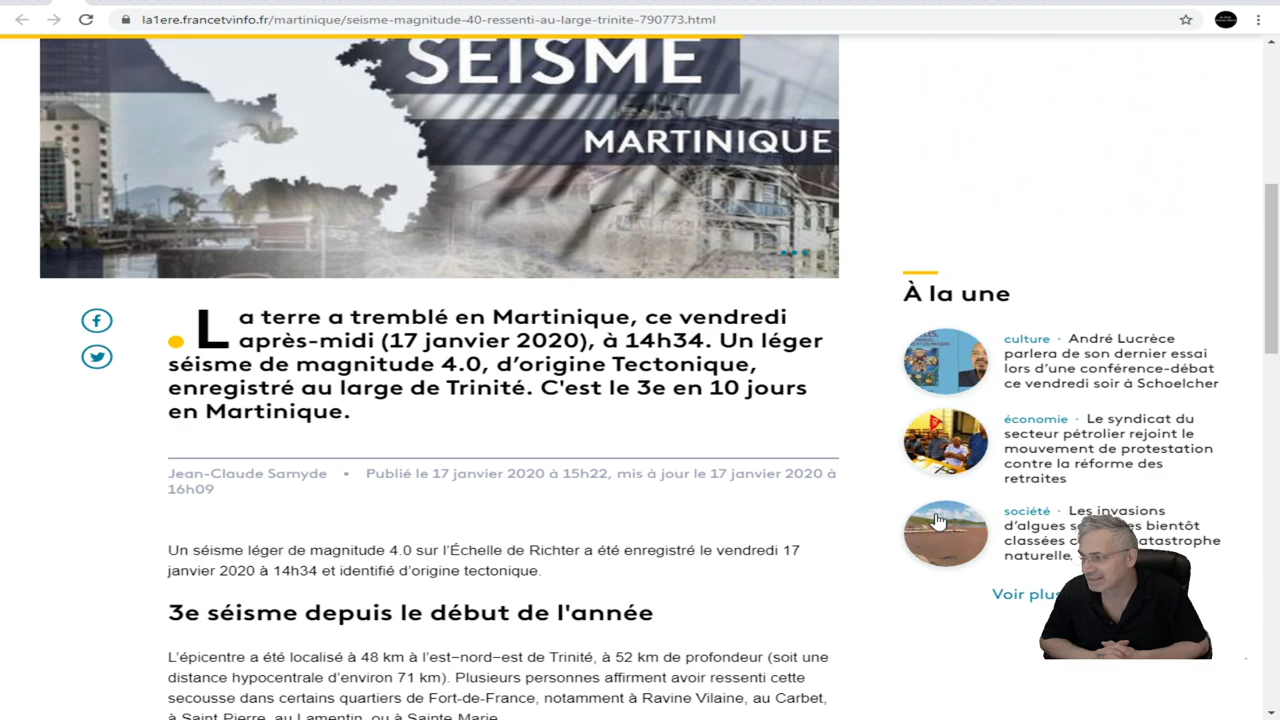 la1ere.francetvinfo.fr/martinique/seisme-magnitude-40-ressenti-au-large-trinite-790773.html
SEISME
MARTINIQUE
La terre a tremblé en Martinique, ce vendredi
après-midi (17 janvier 2020), à 14h34. Un léger
séisme de magnitude 4.0, d’origine Tectonique,
enregistré au large de Trinité. C'est le 3e en 10 jours
en Martinique.
Jean-Claude Samyde • Publié le 17 janvier 2020 à 15h22, mis à jour le 17 janvier 2020 à
16h09
Un séisme léger de magnitude 4.0 sur l’Échelle de Richter a été enregistré le vendredi 17
janvier 2020 à 14h34 et identifié d’origine tectonique.
3e séisme depuis le début de l'année
L’épicentre a été localisé à 48 km à l’est−nord−est de Trinité, à 52 km de profondeur (soit une
distance hypocentrale d’environ 71 km). Plusieurs personnes affirment avoir ressenti cette
secousse dans certains quartiers de Fort-de-France, notamment à Ravine Vilaine, au Carbet,
à Saint Pierre, au Lamentin, ou à Sainte Marie.
À la une
culture · André Lucrèce
parlera de son dernier essai
lors d’une conférence-débat
ce vendredi soir à Schoelcher
économie · Le syndicat du
secteur pétrolier rejoint le
mouvement de protestation
contre la réforme des
retraites
société · Les invasions
d’algues bientôt
classées catastrophe
naturelle,
Voir plus